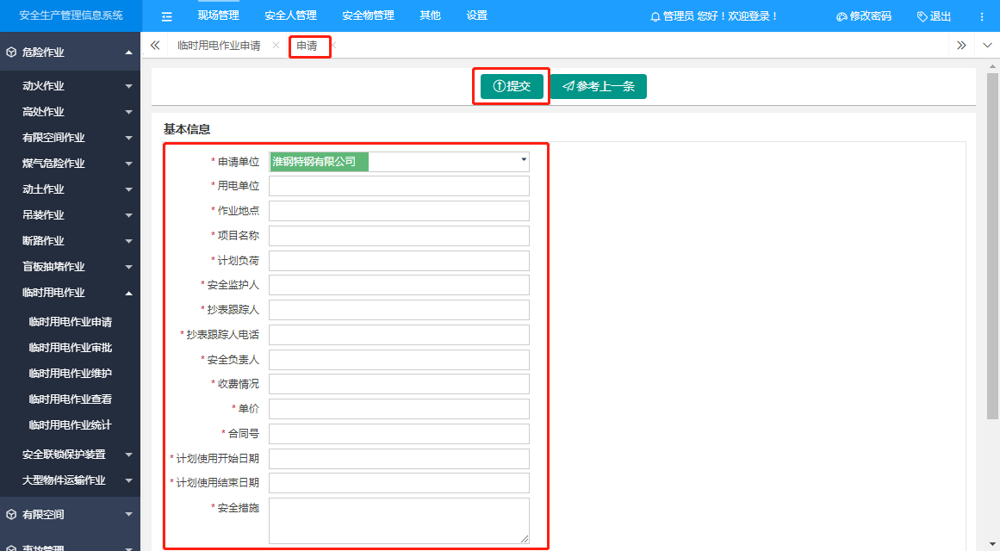 安全生产管理信息系统
现场管理 安全人管理 安全物管理 其他 设置
管理员 您好！欢迎登录！ 修改密码 退出
危险作业
动火作业
高处作业
有限空间作业
煤气危险作业
动土作业
吊装作业
断路作业
盲板抽堵作业
临时用电作业
临时用电作业申请
临时用电作业审批
临时用电作业维护
临时用电作业查看
临时用电作业统计
安全联锁保护装置
大型物件运输作业
有限空间
事故管理
临时用电作业申请 × 申请
提交 参考上一条
基本信息
* 申请单位 淮钢特钢有限公司
* 用电单位
* 作业地点
* 项目名称
* 计划负荷
* 安全监护人
* 抄表跟踪人
* 抄表跟踪人电话
* 安全负责人
* 收费情况
* 单价
* 合同号
* 计划使用开始日期
* 计划使用结束日期
* 安全措施